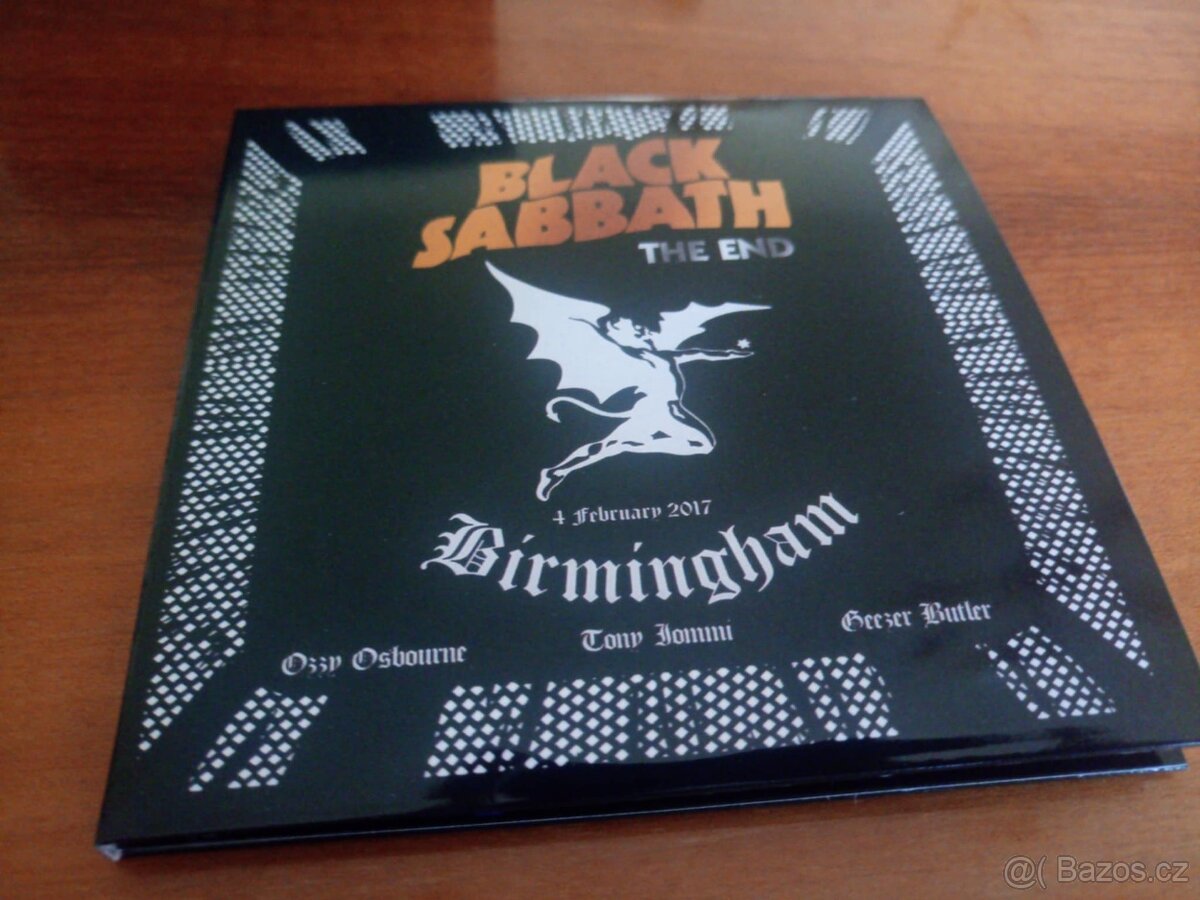 BLACK
SABBATH
THE END
4 February 2017
Birmingham
Ozzy Osbourne
Tony Iommi
Geezer Butler
@( Bazos.cz